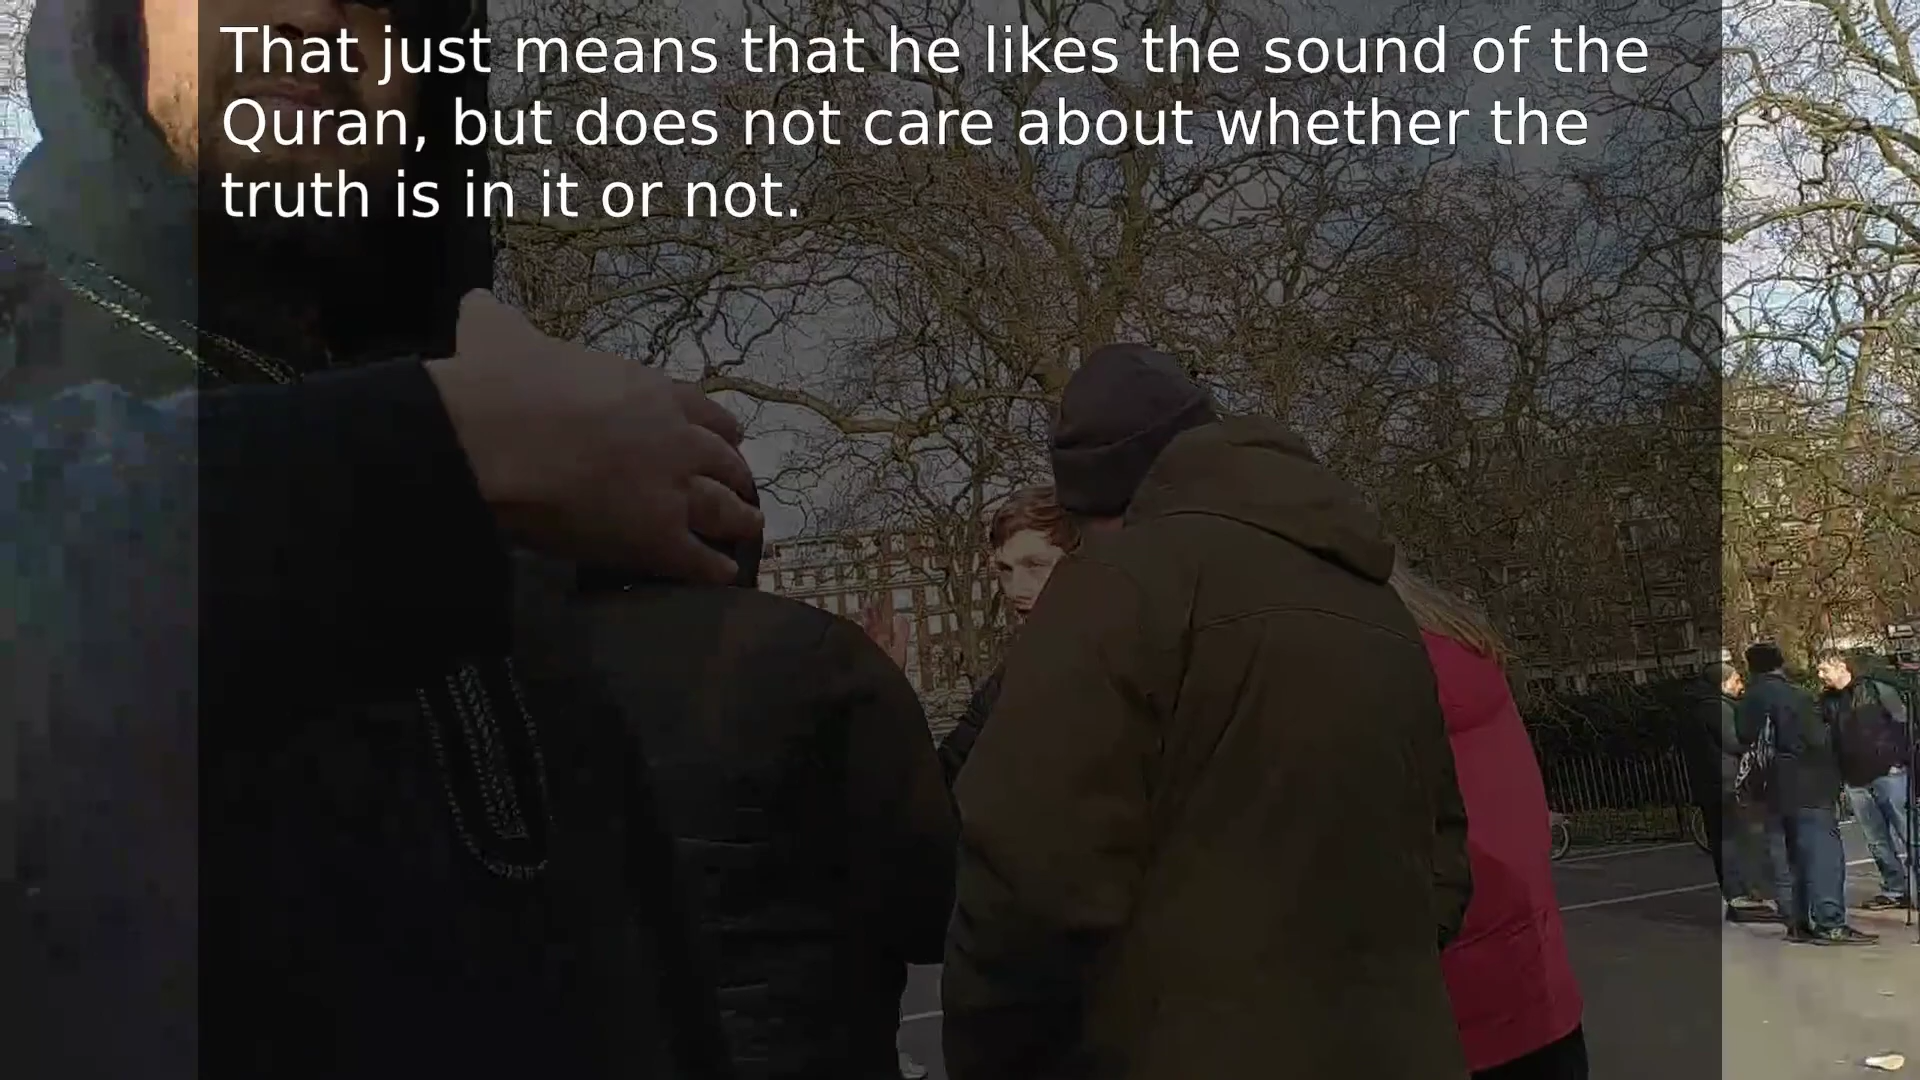 That just means that he likes the sound of the
Quran, but does not care about whether the
truth is in it or not.